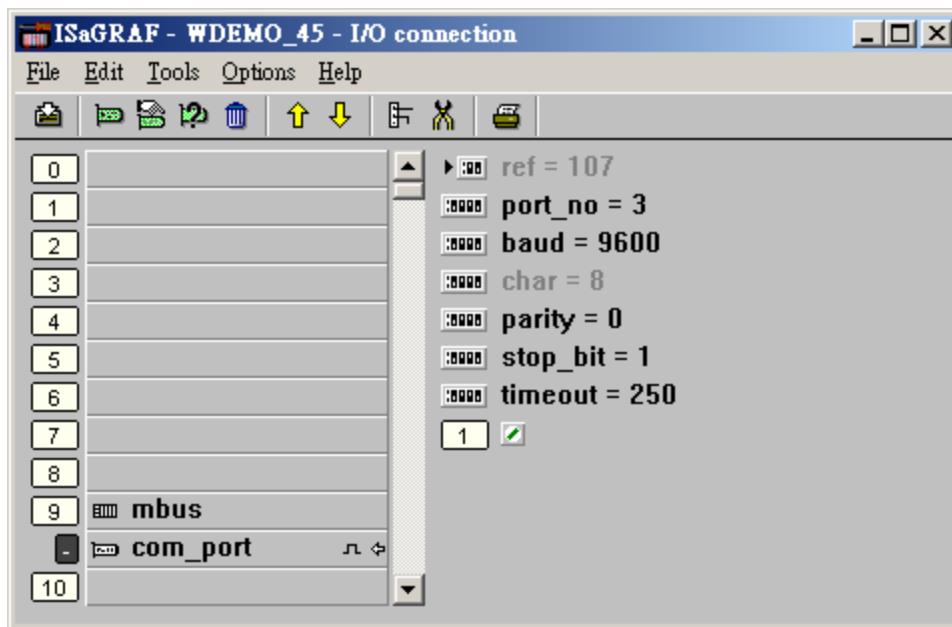 ISaGRAF - WDEMO_45 - I/O connection
File Edit Tools Options Help
0
1
2
3
4
5
6
7
8
9 mbus
- com_port
10
ref = 107
port_no = 3
baud = 9600
char = 8
parity = 0
stop_bit = 1
timeout = 250
1